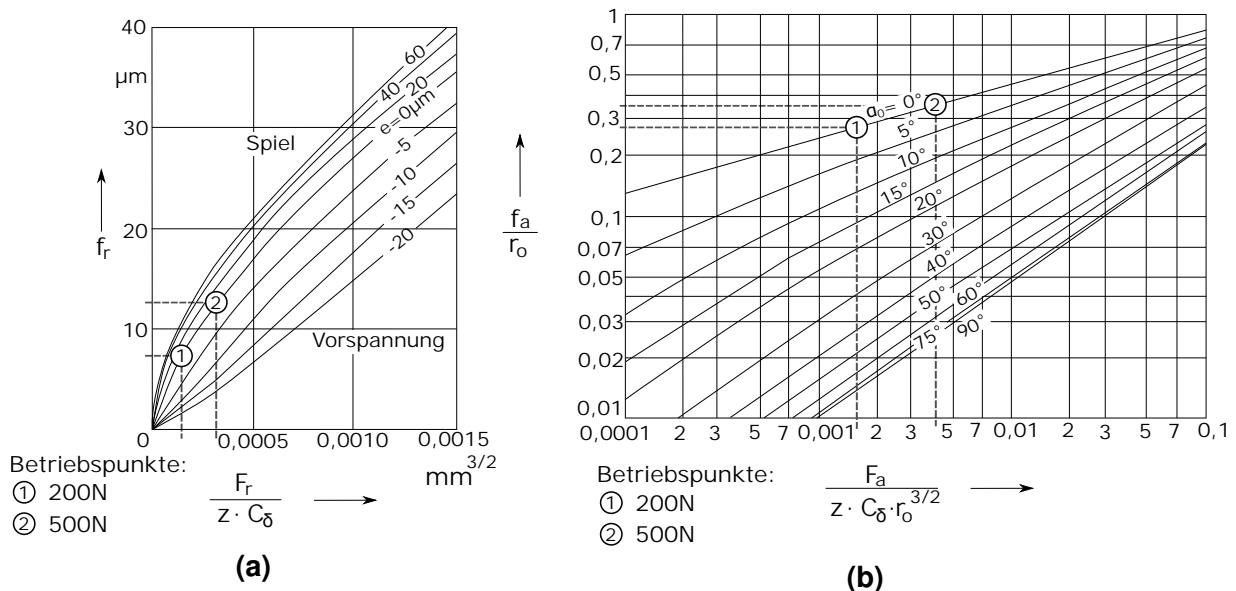 40
µm
30
20
10
0
0,0005
0,0010
0,0015
mm^3/2
f_r
Spiel
Vorspannung
60
40
20
e=0µm
-5
-10
-15
-20
①
②
F_r
z · C_δ
Betriebspunkte:
① 200N
② 500N
(a)
1
0,7
0,5
0,3
0,2
0,1
0,07
0,05
0,03
0,02
0,01
f_a
r_o
①
②
α_0= 0°
5°
10°
15°
20°
30°
40°
50°
60°
75°
90°
0,0001 2 3 5 7 0,001 2 3 5 7 0,01 2 3 5 7 0,1
F_a
z · C_δ·r_o^3/2
Betriebspunkte:
① 200N
② 500N
(b)